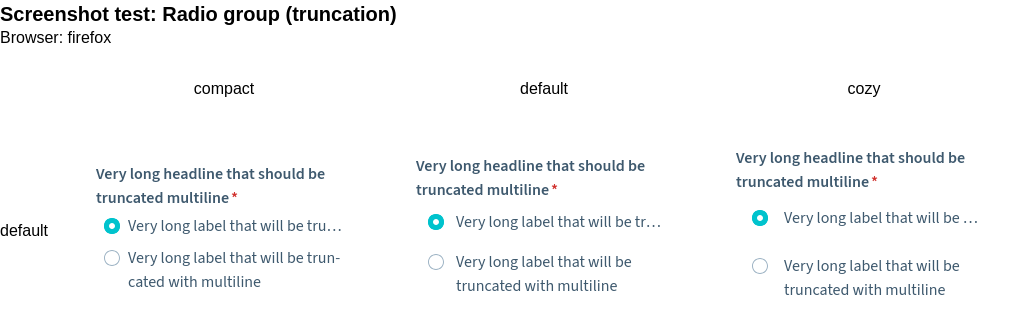 Screenshot test: Radio group (truncation)
Browser: firefox
compact
default
cozy
default
Very long headline that should be
truncated multiline *
Very long label that will be tru…
Very long label that will be trun-
cated with multiline
Very long headline that should be
truncated multiline *
Very long label that will be tr…
Very long label that will be
truncated with multiline
Very long headline that should be
truncated multiline *
Very long label that will be …
Very long label that will be
truncated with multiline